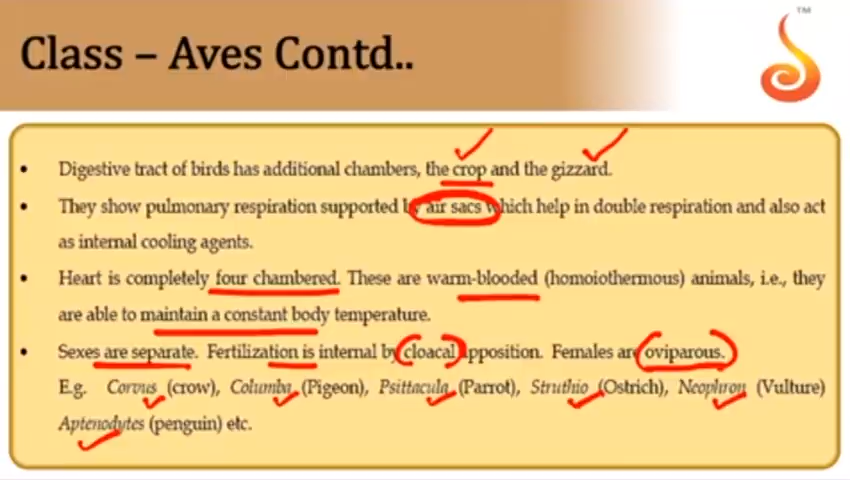 Class – Aves Contd..
TM
• Digestive tract of birds has additional chambers, the crop and the gizzard.
• They show pulmonary respiration supported by air sacs which help in double respiration and also act
as internal cooling agents.
• Heart is completely four chambered. These are warm-blooded (homoiothermous) animals, i.e., they
are able to maintain a constant body temperature.
• Sexes are separate. Fertilization is internal by cloacal apposition. Females are oviparous.
E.g. Corvus (crow), Columba (Pigeon), Psittacula (Parrot), Struthio (Ostrich), Neophron (Vulture)
Aptenodytes (penguin) etc.